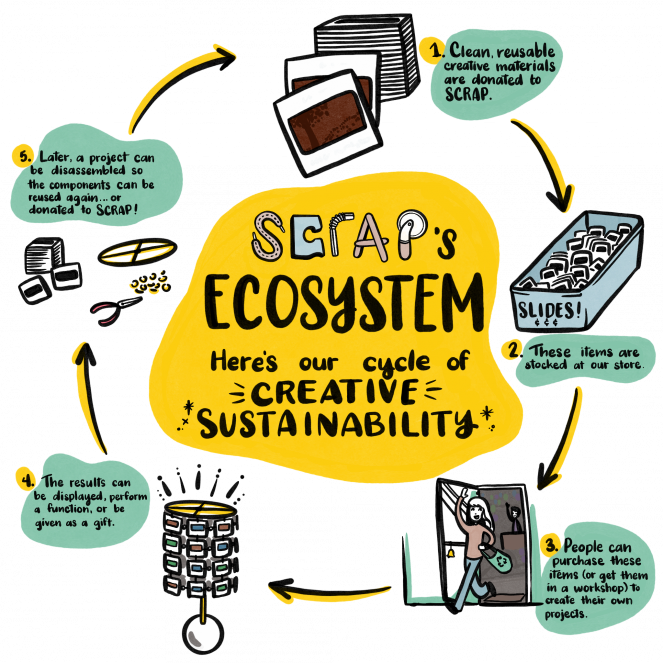 SCRAP's
ECOSYSTEM
Here's our cycle of
CREATIVE
SUSTAINABILITY
1. Clean, reusable
creative materials
are donated to
SCRAP.
SLIDES!
¢ ¢ ¢
2. These items are
stocked at our store.
3. People can
purchase these
items (or get them
in a workshop) to
create their own
projects.
4. The results can
be displayed, perform
a function, or be
given as a gift.
5. Later, a project can
be disassembled so
the components can be
reused again... or
donated to SCRAP!